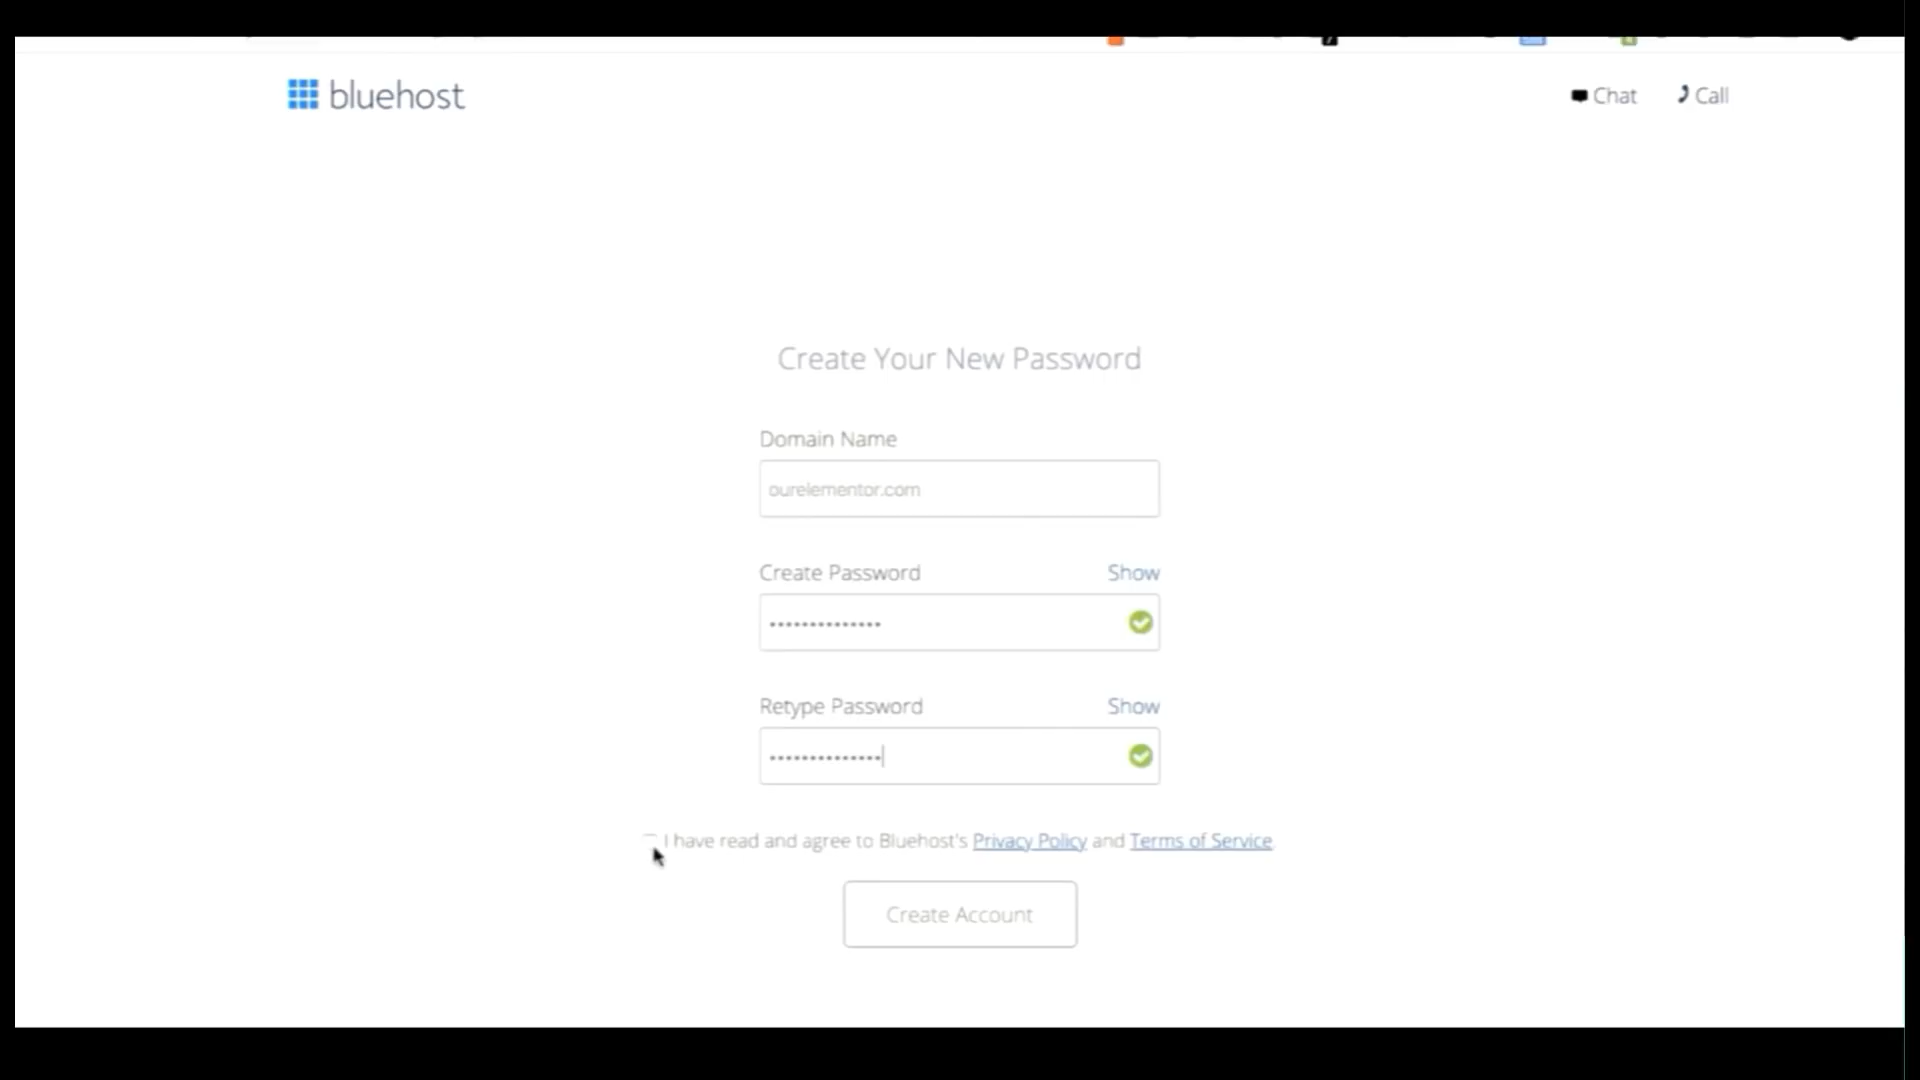 bluehost
Chat
Call
Create Your New Password
Domain Name
ourelementor.com
Create Password
Show
••••••••••••••
Retype Password
Show
••••••••••••••
I have read and agree to Bluehost's Privacy Policy and Terms of Service
Create Account